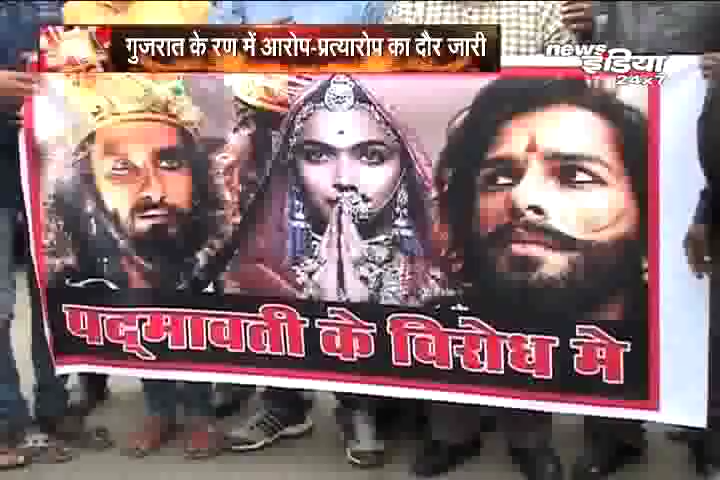 गुजरात के रण में आरोप-प्रत्यारोप का दौर जारी
news
इंडिया
24x7
पद्मावती के विरोध मे